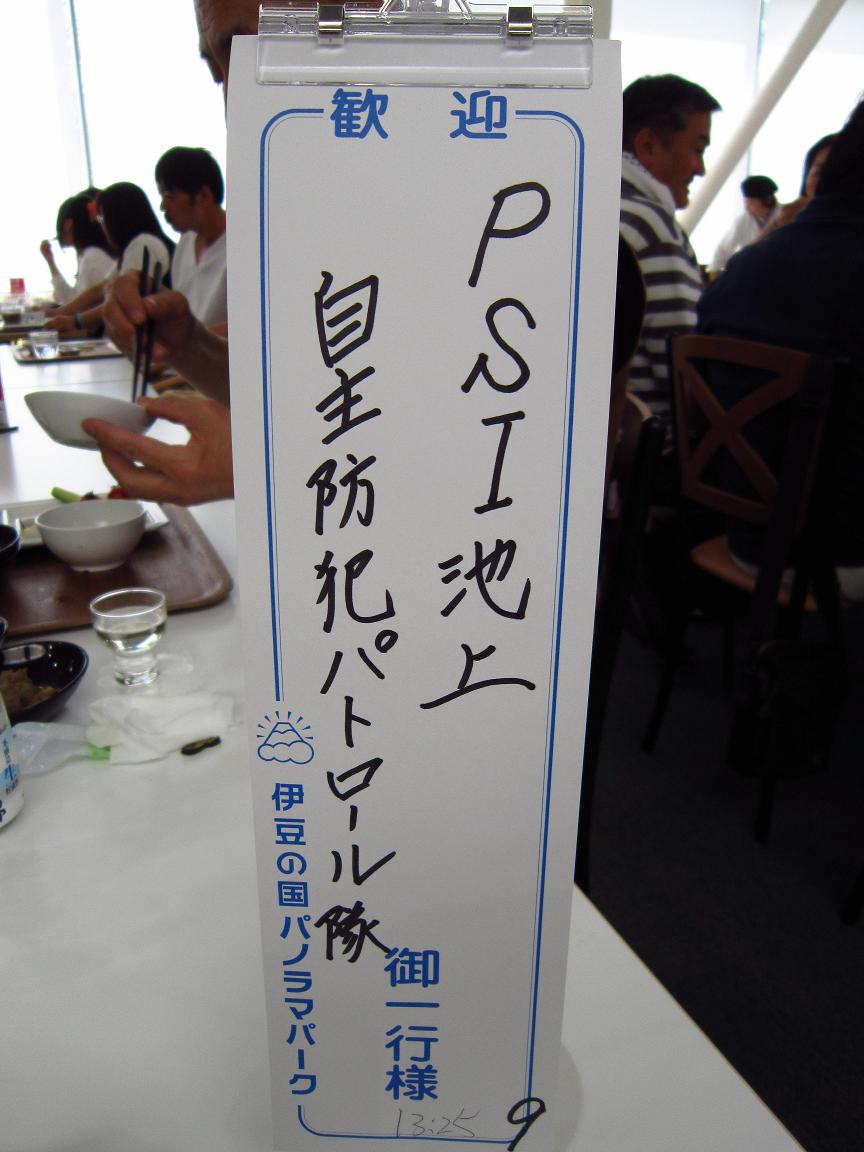 歓迎
PSI池上
自主防犯パトロール隊
御一行様
伊豆の国パノラマパーク
13:25
9